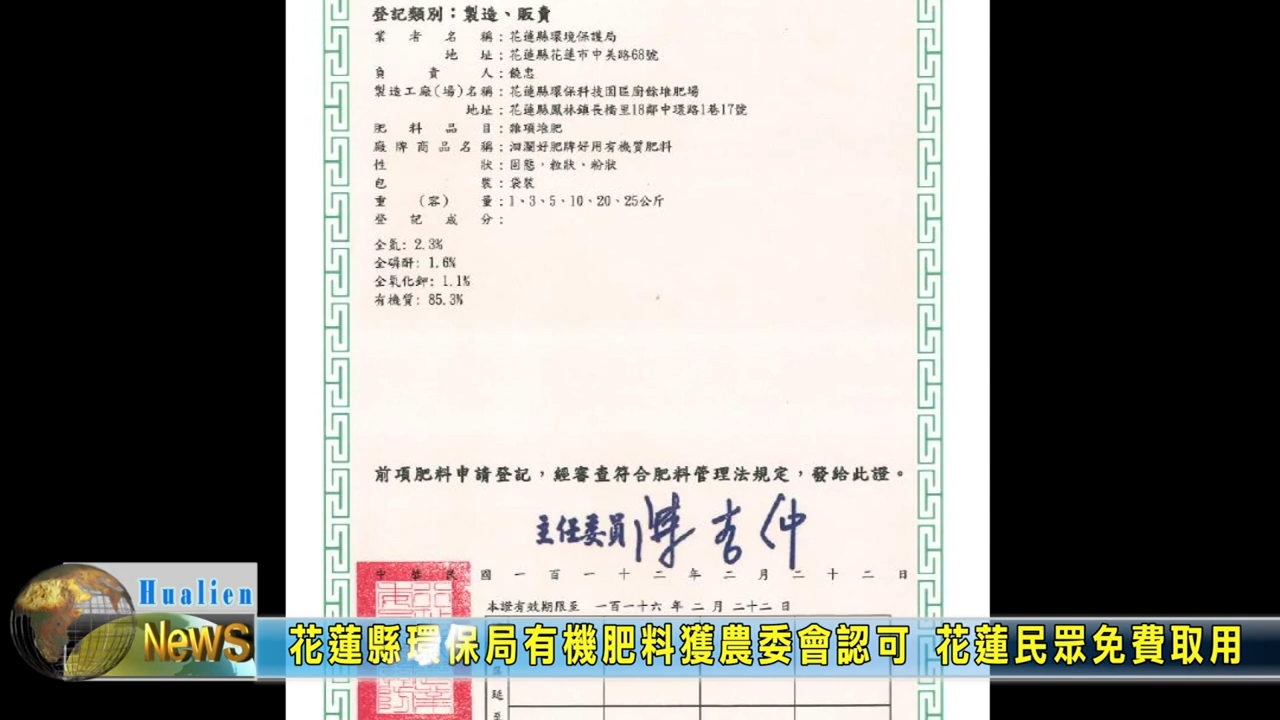 登記類別：製造、販賣
業者名稱：花蓮縣環境保護局
地址：花蓮縣花蓮市中美路68號
負責人：饒忠
製造工廠(場)名稱：花蓮縣環保科技園區廚餘堆肥場
地址：花蓮縣鳳林鎮長橋里18鄰中環路1巷17號
肥料品目：雜項堆肥
廠牌商品名稱：洄瀾好肥牌好用有機質肥料
性狀：固態，粒狀、粉狀
包裝：袋裝
重(容)量：1、3、5、10、20、25公斤
登記成分：
全氮: 2.3%
全磷酐: 1.6%
全氧化鉀: 1.1%
有機質: 85.3%
前項肥料申請登記，經審查符合肥料管理法規定，發給此證。
主任委員 陳吉仲
中華民國一百一十二年二月二十二日
本證有效期限至 一百一十六 年 二 月 二十二 日
Hualien
News
花蓮縣環保局有機肥料獲農委會認可 花蓮民眾免費取用
延
至